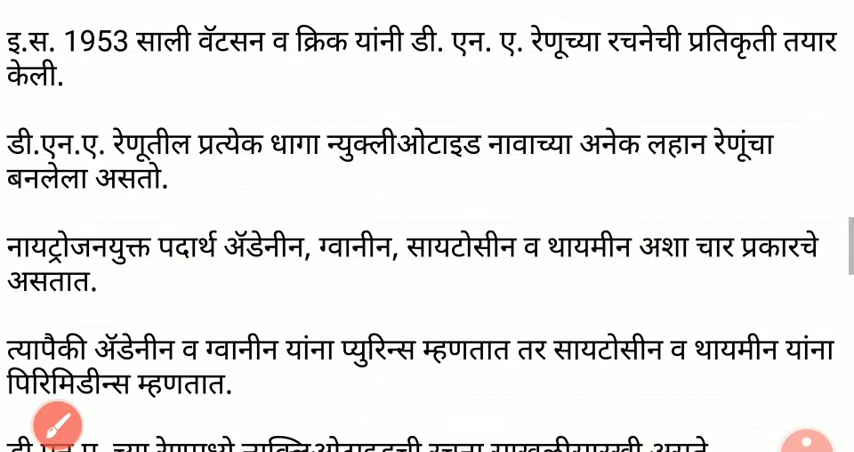 इ.स. 1953 साली वॅटसन व क्रिक यांनी डी. एन. ए. रेणूच्या रचनेची प्रतिकृती तयार
केली.
डी.एन.ए. रेणूतील प्रत्येक धागा न्युक्लीओटाइड नावाच्या अनेक लहान रेणूंचा
बनलेला असतो.
नायट्रोजनयुक्त पदार्थ ॲडेनीन, ग्वानीन, सायटोसीन व थायमीन अशा चार प्रकारचे
असतात.
त्यापैकी ॲडेनीन व ग्वानीन यांना प्युरिन्स म्हणतात तर सायटोसीन व थायमीन यांना
पिरिमिडीन्स म्हणतात.